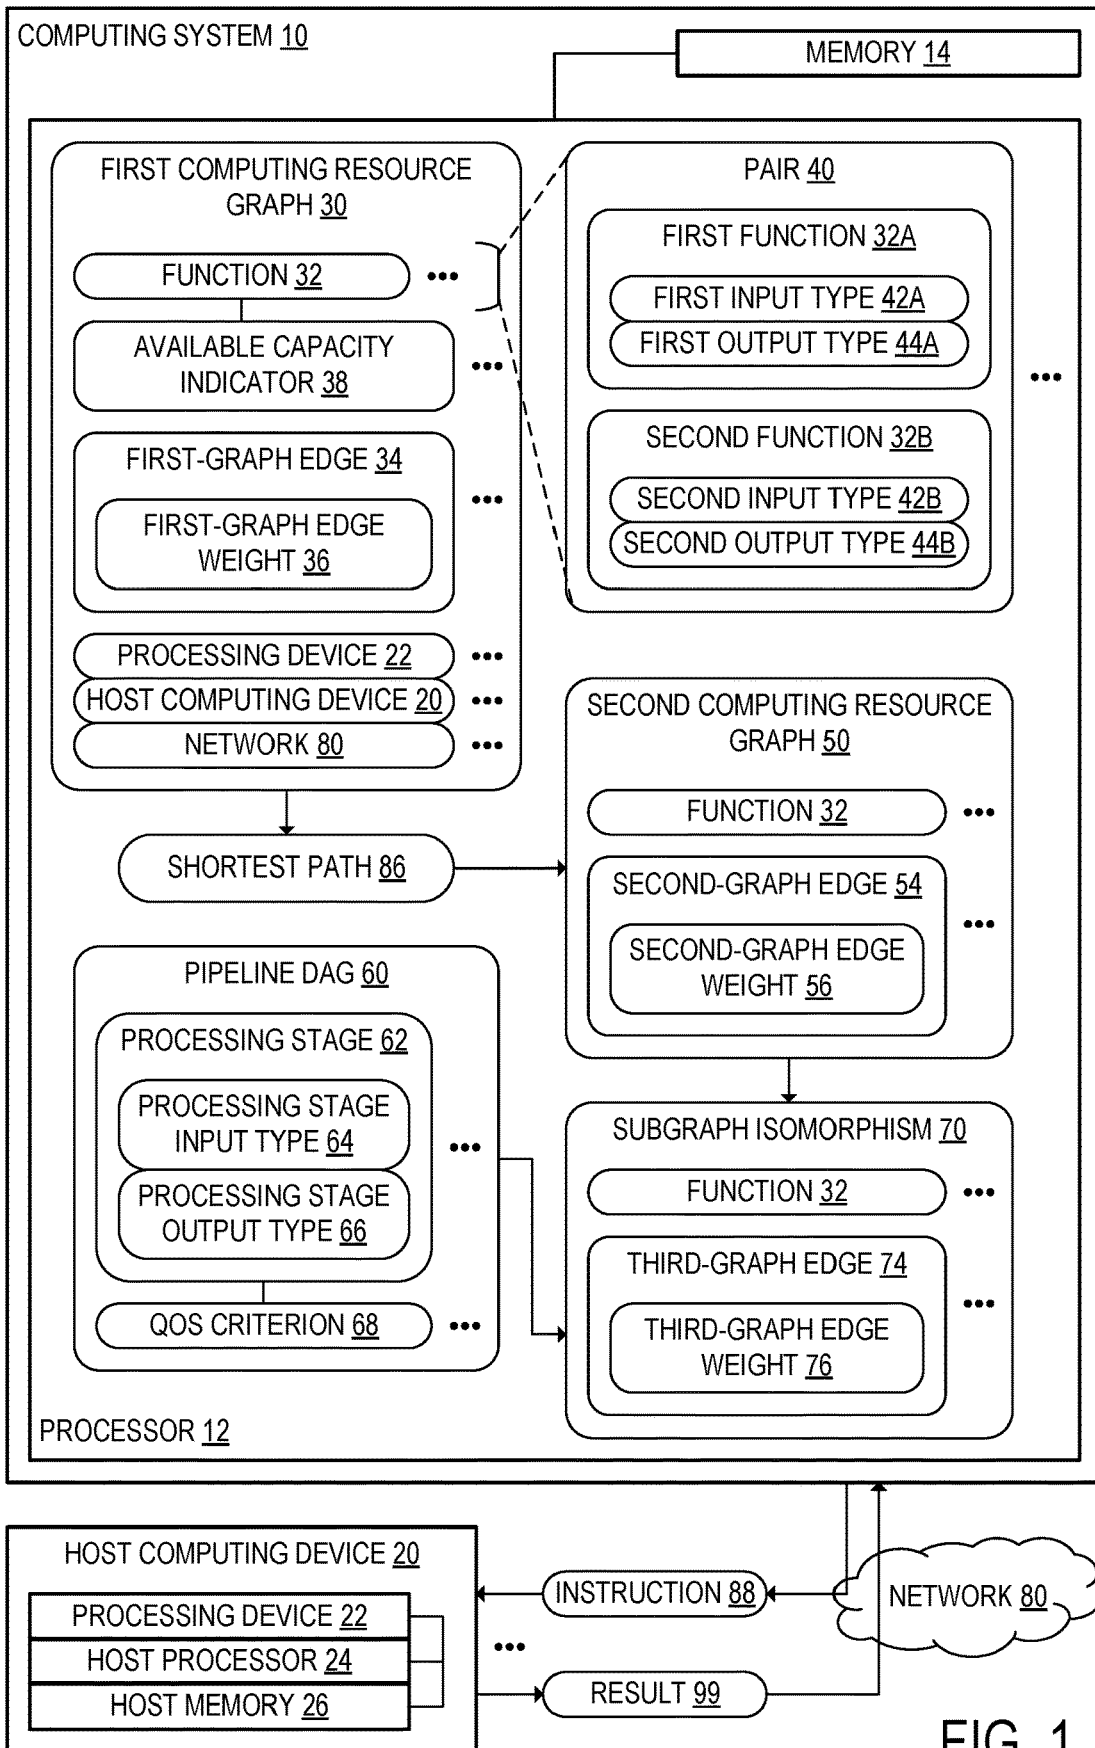 COMPUTING SYSTEM 10
MEMORY 14
FIRST COMPUTING RESOURCE
GRAPH 30
FUNCTION 32
•••
AVAILABLE CAPACITY
INDICATOR 38
•••
FIRST-GRAPH EDGE 34
•••
FIRST-GRAPH EDGE
WEIGHT 36
PROCESSING DEVICE 22
•••
HOST COMPUTING DEVICE 20
•••
NETWORK 80
•••
PAIR 40
FIRST FUNCTION 32A
FIRST INPUT TYPE 42A
FIRST OUTPUT TYPE 44A
•••
SECOND FUNCTION 32B
SECOND INPUT TYPE 42B
SECOND OUTPUT TYPE 44B
SHORTEST PATH 86
SECOND COMPUTING RESOURCE
GRAPH 50
FUNCTION 32
•••
SECOND-GRAPH EDGE 54
•••
SECOND-GRAPH EDGE
WEIGHT 56
PIPELINE DAG 60
PROCESSING STAGE 62
PROCESSING STAGE
INPUT TYPE 64
•••
PROCESSING STAGE
OUTPUT TYPE 66
QOS CRITERION 68
•••
SUBGRAPH ISOMORPHISM 70
FUNCTION 32
•••
THIRD-GRAPH EDGE 74
•••
THIRD-GRAPH EDGE
WEIGHT 76
PROCESSOR 12
HOST COMPUTING DEVICE 20
PROCESSING DEVICE 22
HOST PROCESSOR 24
HOST MEMORY 26
INSTRUCTION 88
•••
RESULT 99
NETWORK 80
FIG. 1